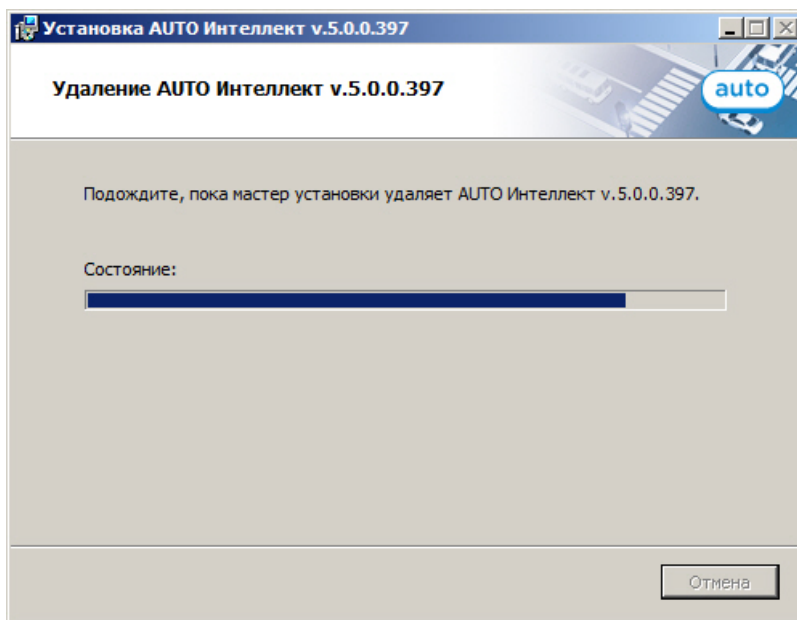 Установка AUTO Интеллект v.5.0.0.397
Удаление AUTO Интеллект v.5.0.0.397
auto
Подождите, пока мастер установки удаляет AUTO Интеллект v.5.0.0.397.
Состояние:
Отмена